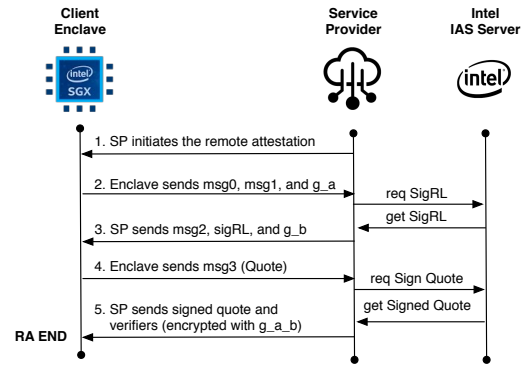 Client
Enclave
Service
Provider
Intel
IAS Server
(intel)
SGX
(intel)
1. SP initiates the remote attestation
2. Enclave sends msg0, msg1, and g_a
req SigRL
get SigRL
3. SP sends msg2, sigRL, and g_b
4. Enclave sends msg3 (Quote)
req Sign Quote
get Signed Quote
5. SP sends signed quote and
verifiers (encrypted with g_a_b)
RA END